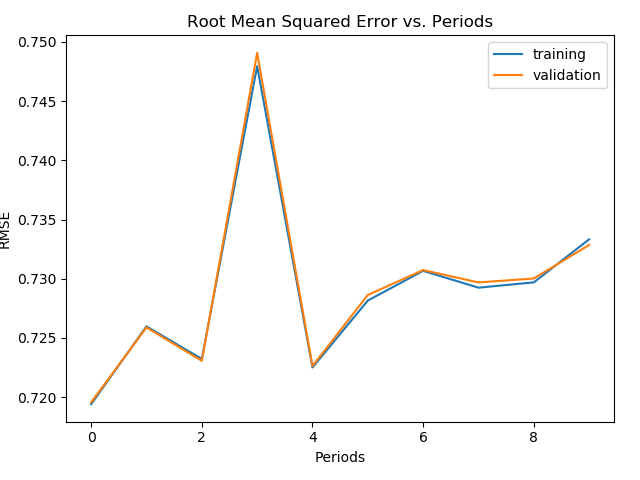 Root Mean Squared Error vs. Periods
training
validation
0.750
0.745
0.740
0.735
0.730
0.725
0.720
RMSE
0 2 4 6 8
Periods